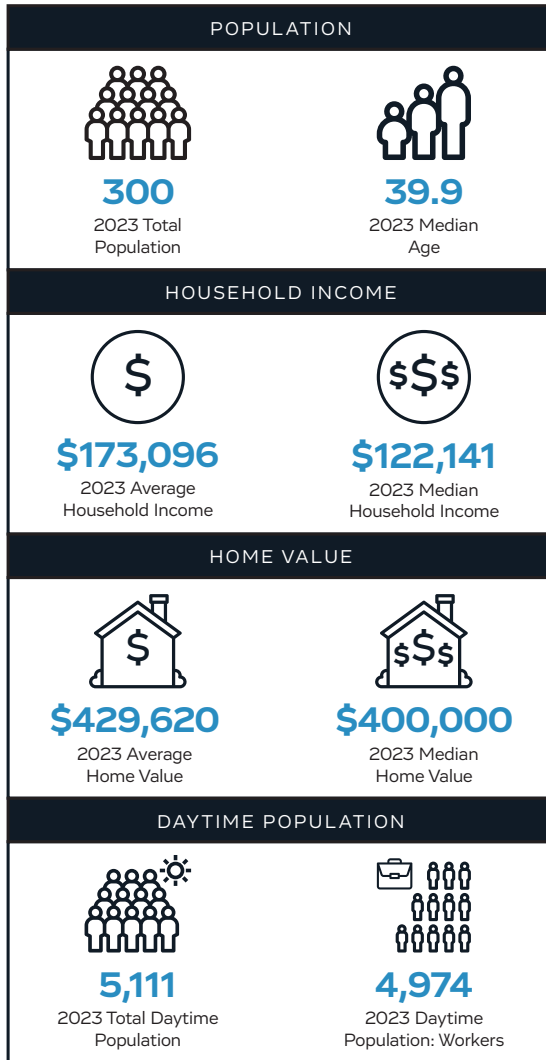 POPULATION
300
2023 Total
Population
39.9
2023 Median
Age
HOUSEHOLD INCOME
$
$173,096
2023 Average
Household Income
$$$
$122,141
2023 Median
Household Income
HOME VALUE
$
$429,620
2023 Average
Home Value
$$$
$400,000
2023 Median
Home Value
DAYTIME POPULATION
5,111
2023 Total Daytime
Population
4,974
2023 Daytime
Population: Workers